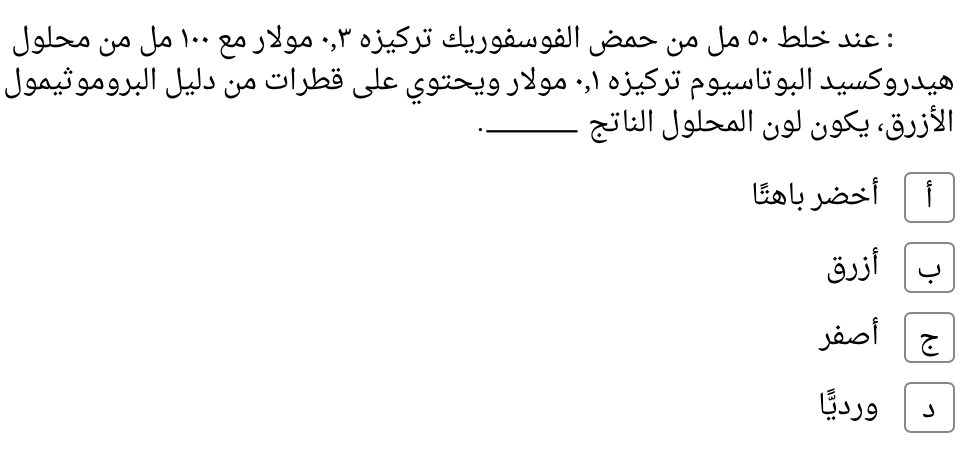 : عند خلط ٥٠ مل من حمض الفوسفوريك تركيزه ٠,٣ مولار مع ١٠٠ مل من محلول
هيدروكسيد البوتاسيوم تركيزه ٠,١ مولار ويحتوي على قطرات من دليل البروموثيمول
الأزرق، يكون لون المحلول الناتج ______.
أ أخضر باهتًا
ب أزرق
ج أصفر
د ورديًّا